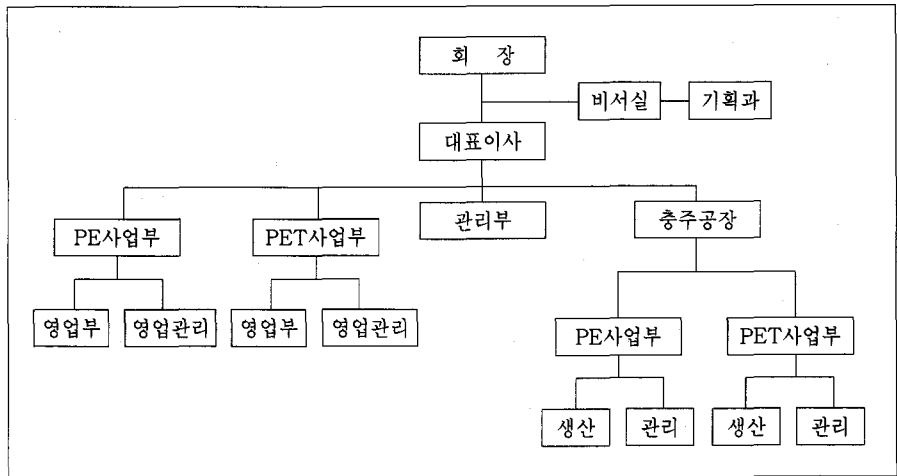 회 장
비서실 기획과
대표이사
PE사업부 PET사업부 관리부 충주공장
영업부 영업관리 영업부 영업관리
PE사업부 PET사업부
생산 관리 생산 관리